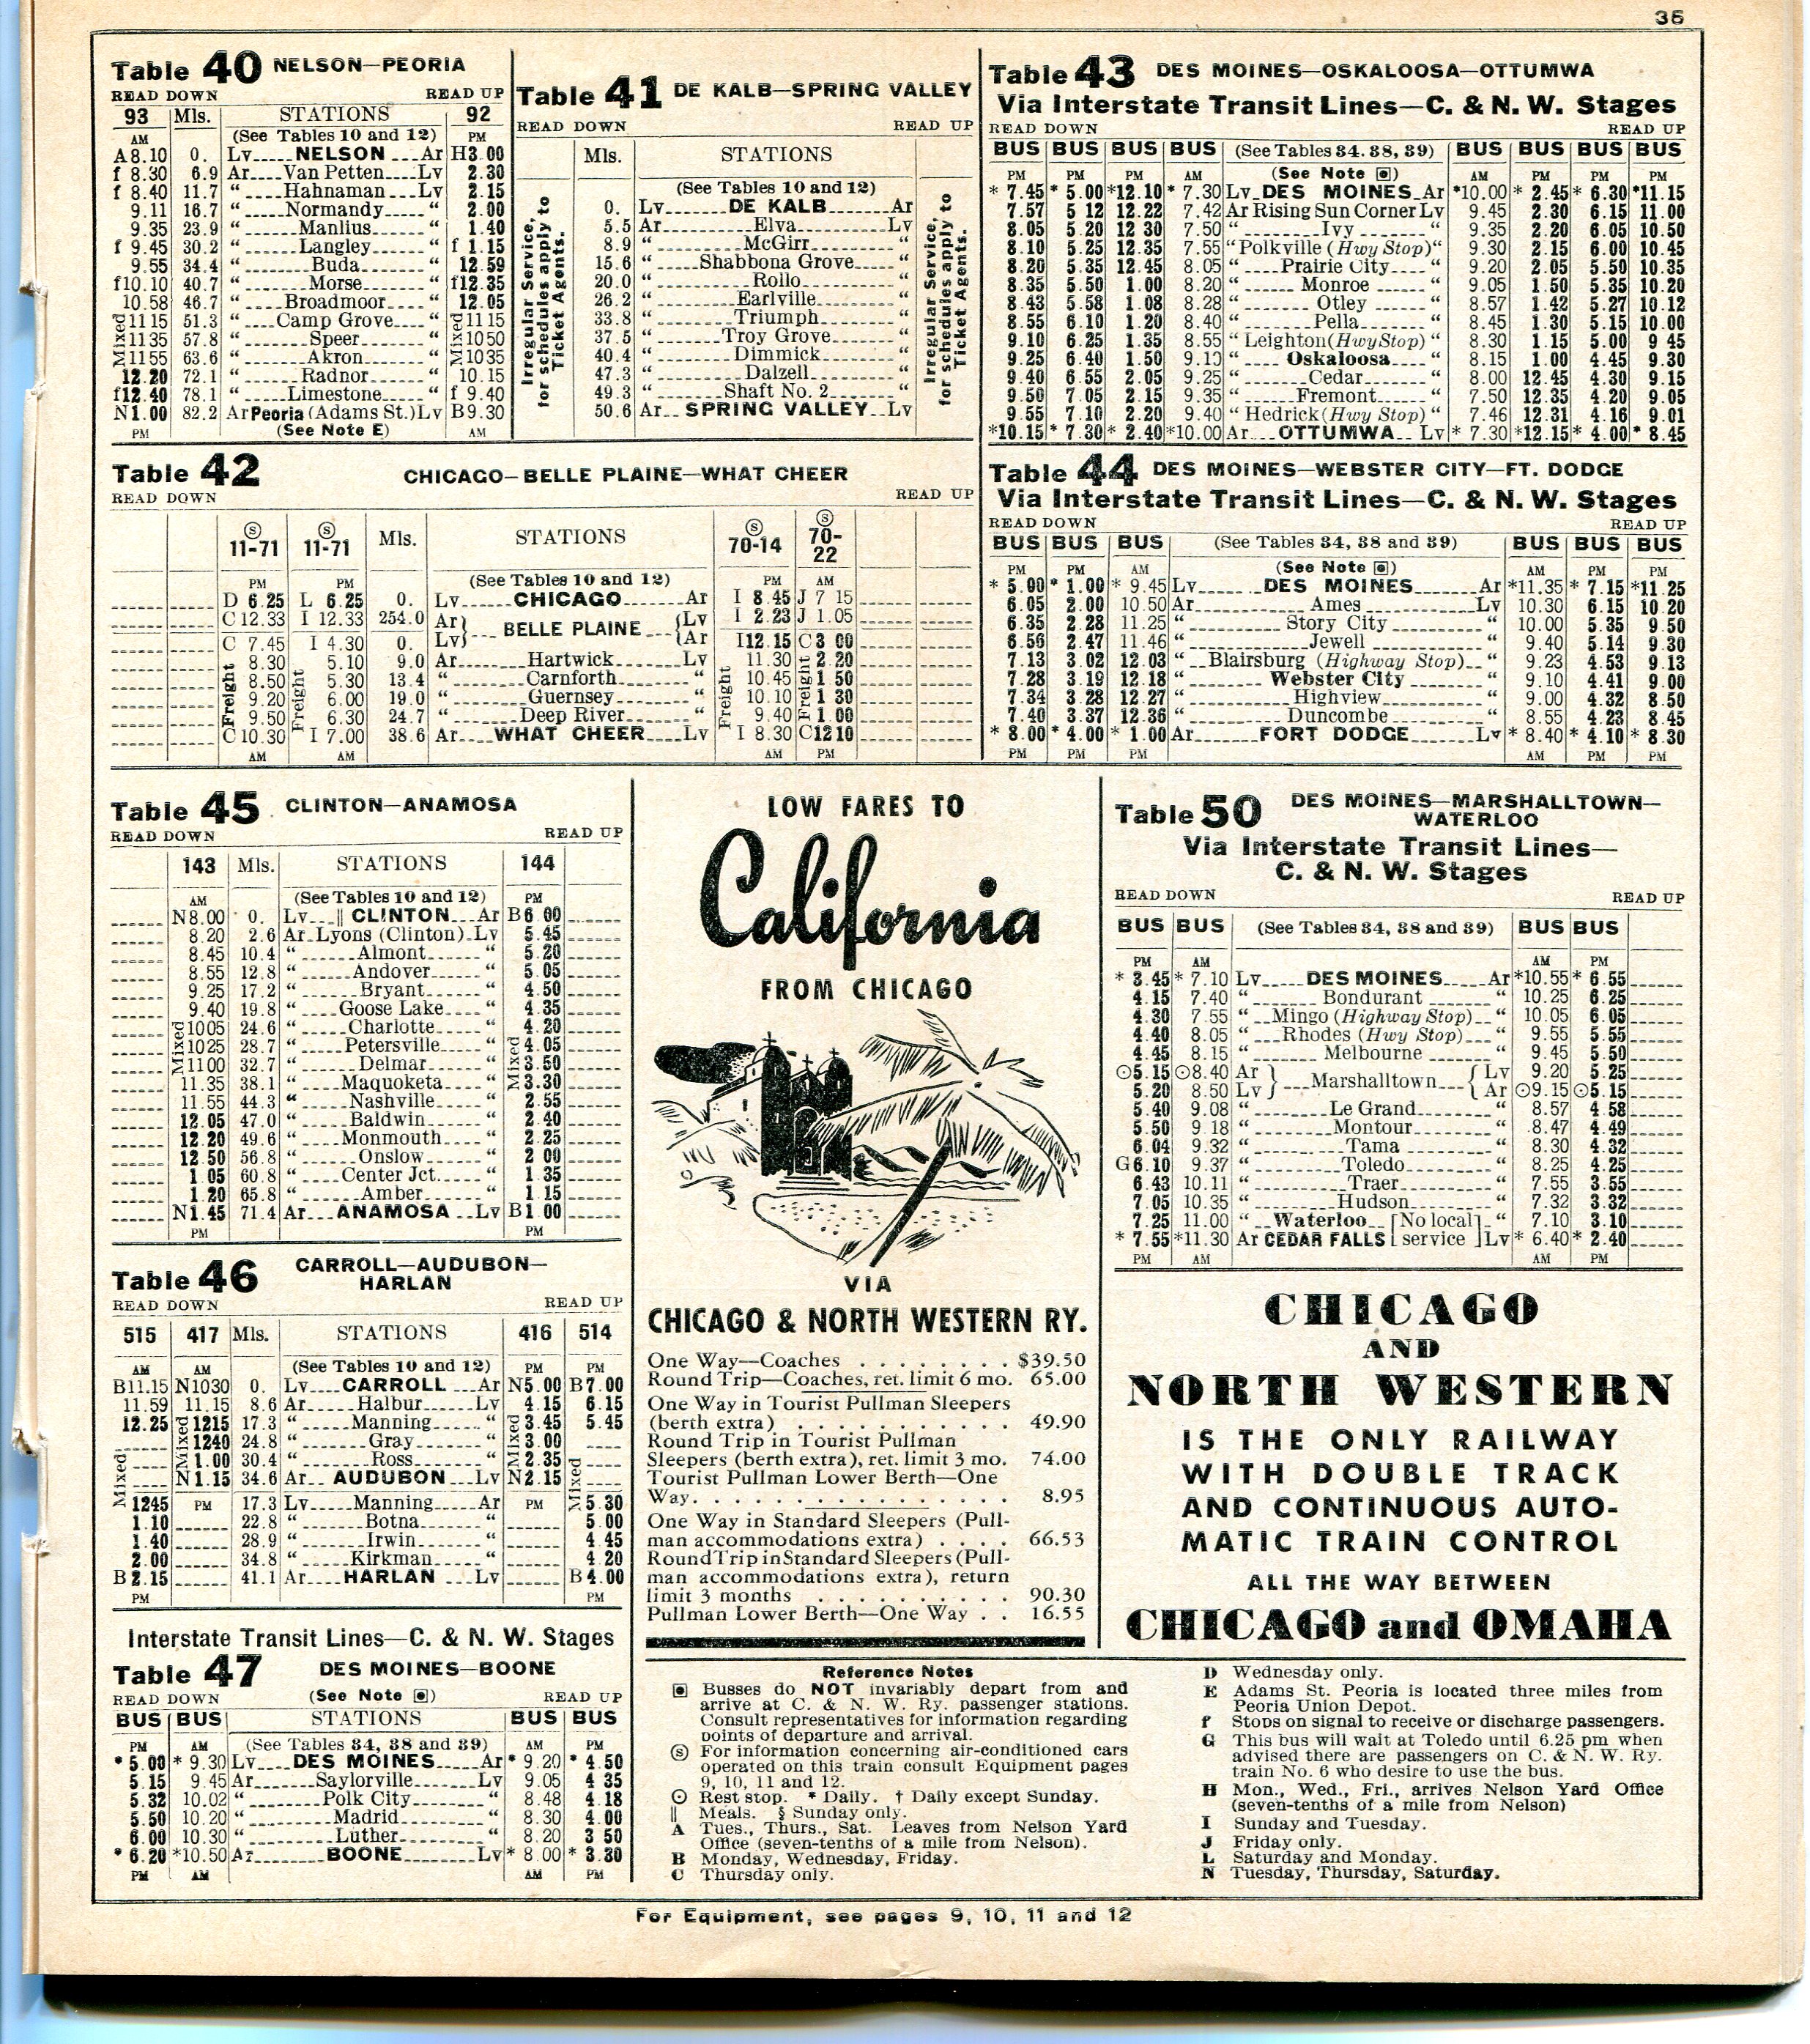 35
Table 40 NELSON—PEORIA
READ DOWN READ UP
93 Mls. STATIONS 92
AM (See Tables 10 and 12) PM
A8.10 0. Lv.....NELSON....Ar H3.00
f 8.30 6.9 Ar....Van Petten....Lv 2.30
f 8.40 11.7 “ .....Hahnaman....Lv 2.15
9.11 16.7 “ .....Normandy..... “ 2.00
9.35 23.9 “ ......Manlius...... “ 1.40
f 9.45 30.2 “ ......Langley...... “ f 1.15
9.55 34.4 “ .......Buda........ “ 12.59
f10.10 40.7 “ .......Morse....... “ f12.35
10.58 46.7 “ .....Broadmoor..... “ 12.05
Mixed
1115 51.3 “ ....Camp Grove.... “ 1115
1135 57.8 “ .......Speer....... “ 1050
1155 63.6 “ .......Akron....... “ 1035
Mixed
12.20 72.1 “ ......Radnor...... “ 10.15
f12.40 78.1 “ .....Limestone..... “ f 9.40
N1.00 82.2 Ar Peoria (Adams St.) Lv B9.30
PM (See Note E) AM
Table 41 DE KALB—SPRING VALLEY
READ DOWN READ UP
Mls. STATIONS
(See Tables 10 and 12)
Irregular Service, for schedules apply to Ticket Agents.
0. Lv.......DE KALB.......Ar
5.5 Ar.........Elva.........Lv
8.9 “ ........McGirr........ “
15.6 “ .....Shabbona Grove..... “
20.0 “ .........Rollo......... “
26.2 “ ........Earlville........ “
33.8 “ ........Triumph........ “
37.5 “ .......Troy Grove....... “
40.4 “ ........Dimmick........ “
47.3 “ ........Dalzell........ “
49.3 “ .......Shaft No. 2....... “
50.6 Ar.. SPRING VALLEY..Lv
Irregular Service, for schedules apply to Ticket Agents.
Table 43 DES MOINES—OSKALOOSA—OTTUMWA
Via Interstate Transit Lines—C. & N. W. Stages
READ DOWN READ UP
BUS BUS BUS BUS (See Tables 34. 38, 39) BUS BUS BUS BUS
PM PM PM AM (See Note ▣) AM PM PM PM
* 7.45 * 5.00 *12.10 * 7.30 Lv..DES MOINES..Ar *10.00 * 2.45 * 6.30 *11.15
7.57 5 12 12.22 7.42 Ar Rising Sun Corner Lv 9.45 2.30 6.15 11.00
8.05 5.20 12 30 7.50 “ ........Ivy........ “ 9.35 2.20 6.05 10.50
8.10 5.25 12.35 7.55 “ Polkville (Hwy Stop) “ 9.30 2.15 6.00 10.45
8.20 5.35 12.45 8.05 “ ....Prairie City.... “ 9.20 2.05 5.50 10.35
8.35 5.50 1.00 8.20 “ ......Monroe...... “ 9.05 1.50 5.35 10.20
8.43 5.58 1.08 8.28 “ .......Otley....... “ 8.57 1.42 5.27 10.12
8.55 6.10 1.20 8.40 “ .......Pella....... “ 8.45 1.30 5.15 10.00
9.10 6.25 1.35 8.55 “ Leighton (Hwy Stop) “ 8.30 1.15 5.00 9 45
9.25 6.40 1.50 9.10 “ .....Oskaloosa..... “ 8.15 1.00 4.45 9.30
9.40 6.55 2.05 9.25 “ .......Cedar....... “ 8.00 12.45 4.30 9.15
9.50 7.05 2.15 9.35 “ ......Fremont...... “ 7.50 12.35 4.20 9.05
9.55 7.10 2.20 9.40 “ Hedrick (Hwy Stop) “ 7.46 12.31 4.16 9.01
*10.15 * 7.30 * 2.40 *10.00 Ar...OTTUMWA...Lv * 7.30 *12.15 * 4.00 * 8.45
Table 42 CHICAGO—BELLE PLAINE—WHAT CHEER
READ DOWN READ UP
Ⓢ 11-71 Ⓢ 11-71 Mls. STATIONS Ⓢ 70-14 Ⓢ 70-22
PM PM (See Tables 10 and 12) PM AM
D 6.25 L 6.25 0. Lv......CHICAGO.......Ar I 8.45 J 7 15
C 12.33 I 12.33 254.0 Ar} BELLE PLAINE {Lv I 2.23 J 1.05
C 7.45 I 4.30 0. Lv} {Ar I12.15 C3 00
Freight Freight Freight Freight
8.30 5.10 9.0 Ar........Hartwick........Lv 11.30 2.20
8.50 5.30 13.4 “ .......Carnforth....... “ 10.45 1 50
9.20 6.00 19.0 “ .......Guernsey....... “ 10.10 1 30
9.50 6.30 24.7 “ ......Deep River...... “ 9.40 1.00
C 10.30 I 7.00 38.6 Ar....WHAT CHEER....Lv I 8.30 C12 10
AM AM AM PM
Table 44 DES MOINES—WEBSTER CITY—FT. DODGE
Via Interstate Transit Lines—C. & N. W. Stages
READ DOWN READ UP
BUS BUS BUS (See Tables 34, 38 and 39) BUS BUS BUS
PM PM AM (See Note ▣) AM PM PM
* 5.00 * 1.00 * 9.45 Lv.......DES MOINES.......Ar *11.35 * 7.15 *11.25
6.05 2.00 10.50 Ar...........Ames...........Lv 10.30 6.15 10.20
6.35 2.28 11.25 “ .........Story City......... “ 10.00 5.35 9.50
6.56 2.47 11.46 “ ..........Jewell.......... “ 9.40 5.14 9 30
7.13 3.02 12.03 “ ..Blairsburg (Highway Stop).. “ 9.23 4.53 9.13
7.28 3.19 12.18 “ ........Webster City........ “ 9.10 4.41 9.00
7.34 3.28 12.27 “ .........Highview......... “ 9.00 4.32 8.50
7.40 3.37 12.36 “ .........Duncombe......... “ 8.55 4.23 8.45
* 8.00 * 4.00 * 1.00 Ar......FORT DODGE......Lv * 8.40 * 4.10 * 8.30
PM PM PM AM PM PM
Table 45 CLINTON—ANAMOSA
READ DOWN READ UP
143 Mls. STATIONS 144
AM (See Tables 10 and 12) PM
N8.00 0. Lv...‖ CLINTON...Ar B6 00
8.20 2.6 Ar..Lyons (Clinton)..Lv 5.45
8.45 10.4 “ ......Almont...... “ 5.20
8.55 12.8 “ ......Andover...... “ 5 05
9.25 17.2 “ ......Bryant...... “ 4 50
9.40 19.8 “ ....Goose Lake.... “ 4 35
Mixed
1005 24.6 “ .....Charlotte..... “ 4 20
1025 28.7 “ ....Petersville.... “ 4.05
1100 32.7 “ ......Delmar...... “ 3.50
11.35 38.1 “ .....Maquoketa..... “ 3.30
Mixed
11.55 44.3 “ .....Nashville..... “ 2.55
12.05 47.0 “ .....Baldwin..... “ 2 40
12.20 49.6 “ .....Monmouth..... “ 2 25
12 50 56.8 “ ......Onslow...... “ 2 00
1 05 60.8 “ ....Center Jct..... “ 1 35
1.20 65.8 “ .......Amber....... “ 1 15
N1.45 71.4 Ar...ANAMOSA..Lv B1 00
PM PM
LOW FARES TO
California
FROM CHICAGO
VIA
CHICAGO & NORTH WESTERN RY.
One Way—Coaches . . . . . . . . $39.50
Round Trip—Coaches, ret. limit 6 mo. 65.00
One Way in Tourist Pullman Sleepers
(berth extra) . . . . . . . . . . 49.90
Round Trip in Tourist Pullman
Sleepers (berth extra), ret. limit 3 mo. 74.00
Tourist Pullman Lower Berth—One
Way. . . . . . . . . . . . . . . 8.95
One Way in Standard Sleepers (Pull-
man accommodations extra) . . . . 66.53
Round Trip in Standard Sleepers (Pull-
man accommodations extra), return
limit 3 months . . . . . . . . . . 90.30
Pullman Lower Berth—One Way . . 16.55
Table 50 DES MOINES—MARSHALLTOWN—
WATERLOO
Via Interstate Transit Lines—
C. & N. W. Stages
READ DOWN READ UP
BUS BUS (See Tables 34, 38 and 39) BUS BUS
PM AM AM PM
* 3.45 * 7.10 Lv.....DES MOINES.....Ar *10.55 * 6.55
4.15 7.40 “ .......Bondurant....... “ 10.25 6.25
4.30 7.55 “ ..Mingo (Highway Stop).. “ 10.05 6.05
4.40 8.05 “ ...Rhodes (Hwy Stop)... “ 9.55 5.55
4.45 8.15 “ .......Melbourne....... “ 9.45 5.50
⊙5.15 ⊙8.40 Ar } ...Marshalltown... { Lv 9.20 5.25
5.20 8.50 Lv } { Ar ⊙9.15 ⊙5.15
5.40 9.08 “ ........Le Grand........ “ 8.57 4.58
5.50 9 18 “ ........Montour........ “ 8.47 4.49
6.04 9.32 “ .........Tama......... “ 8.30 4.32
G6.10 9.37 “ .........Toledo......... “ 8.25 4.25
6.43 10.11 “ .........Traer......... “ 7.55 3.55
7.05 10.35 “ ........Hudson........ “ 7.32 3.32
7.25 11.00 “ ..Waterloo.. [No local] .. “ 7.10 3.10
* 7.55 *11.30 Ar CEDAR FALLS [service] Lv * 6.40 * 2.40
PM AM AM PM
Table 46 CARROLL—AUDUBON—
HARLAN
READ DOWN READ UP
515 417 Mls. STATIONS 416 514
AM AM (See Tables 10 and 12) PM PM
B11.15 N1030 0. Lv....CARROLL...Ar N5.00 B7.00
11.59 11.15 8.6 Ar......Halbur......Lv 4.15 6.15
Mixed Mixed
12.25 1215 17.3 “ .....Manning..... “ 3.45 5.45
1240 24.8 “ .......Gray....... “ 3.00
1.00 30.4 “ .......Ross....... “ 2.35
N1.15 34.6 Ar.. AUDUBON...Lv N2.15
Mixed Mixed
1245 PM 17.3 Lv.....Manning.....Ar PM 5.30
1.10 22.8 “ ......Botna....... “ 5.00
1.40 28.9 “ .......Irwin....... “ 4 45
2.00 34.8 “ .....Kirkman..... “ 4 20
B 2.15 41.1 Ar....HARLAN ...Lv B4.00
PM PM
CHICAGO
AND
NORTH WESTERN
IS THE ONLY RAILWAY
WITH DOUBLE TRACK
AND CONTINUOUS AUTO-
MATIC TRAIN CONTROL
ALL THE WAY BETWEEN
CHICAGO and OMAHA
Interstate Transit Lines—C. & N. W. Stages
Table 47 DES MOINES—BOONE
READ DOWN (See Note ▣) READ UP
BUS BUS STATIONS BUS BUS
PM AM (See Tables 34, 38 and 39) AM PM
* 5.00 * 9.30 Lv....DES MOINES....Ar * 9.20 * 4.50
5.15 9.45 Ar......Saylorville......Lv 9.05 4 35
5.32 10.02 “ .......Polk City....... “ 8.48 4.18
5.50 10.20 “ ........Madrid........ “ 8.30 4.00
6.00 10.30 “ ........Luther........ “ 8.20 3 50
* 6.20 *10.50 Ar........BOONE.......Lv * 8.00 * 3.30
PM AM AM PM
Reference Notes
▣ Busses do NOT invariably depart from and
arrive at C. & N. W. Ry. passenger stations.
Consult representatives for information regarding
points of departure and arrival.
Ⓢ For information concerning air-conditioned cars
operated on this train consult Equipment pages
9, 10, 11 and 12.
⊙ Rest stop. * Daily. † Daily except Sunday.
‖ Meals. § Sunday only.
A Tues., Thurs., Sat. Leaves from Nelson Yard
Office (seven-tenths of a mile from Nelson).
B Monday, Wednesday, Friday.
C Thursday only.
D Wednesday only.
E Adams St. Peoria is located three miles from
Peoria Union Depot.
f Stops on signal to receive or discharge passengers.
G This bus will wait at Toledo until 6.25 pm when
advised there are passengers on C. & N. W. Ry.
train No. 6 who desire to use the bus.
H Mon., Wed., Fri., arrives Nelson Yard Office
(seven-tenths of a mile from Nelson)
I Sunday and Tuesday.
J Friday only.
L Saturday and Monday.
N Tuesday, Thursday, Saturday.
For Equipment, see pages 9, 10, 11 and 12